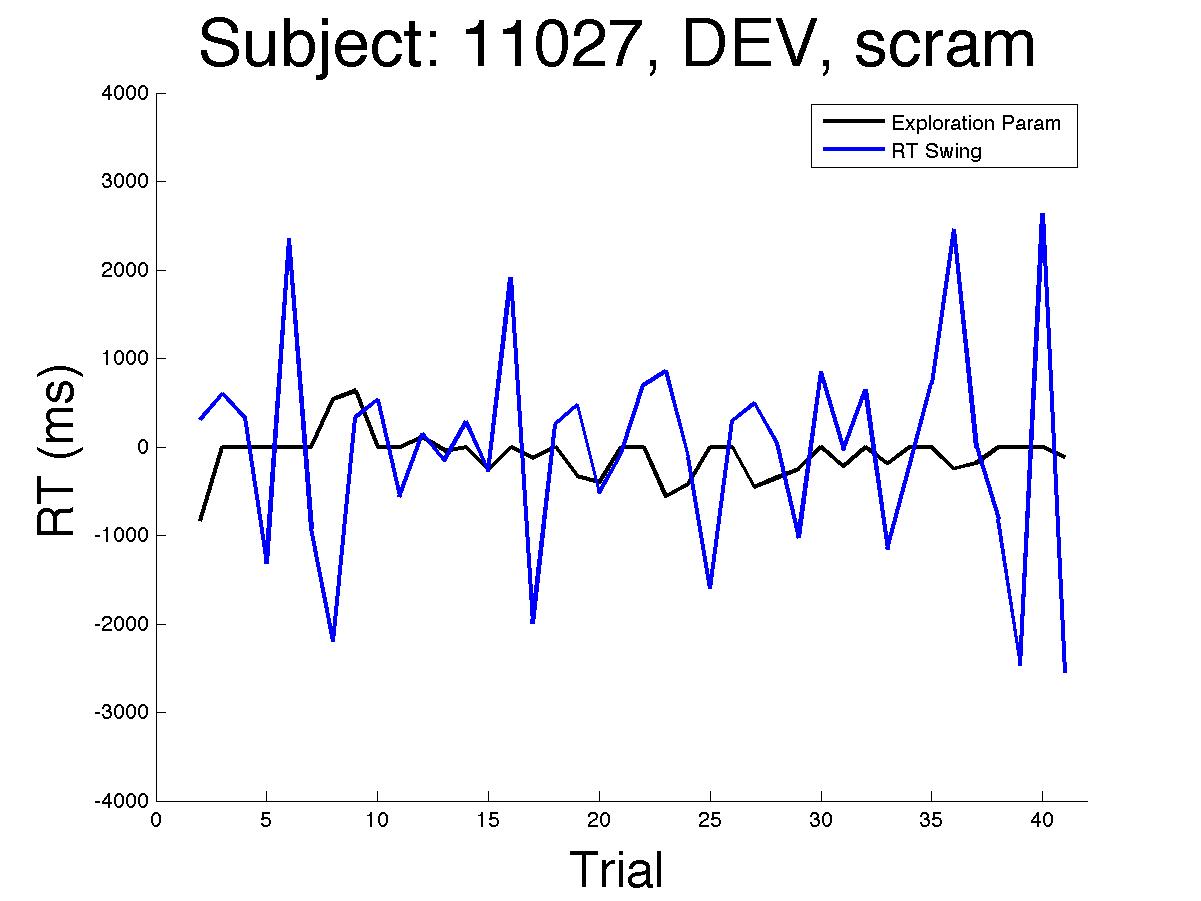 Subject: 11027, DEV, scram
4000
3000
2000
1000
0
-1000
-2000
-3000
-4000
RT (ms)
Exploration Param
RT Swing
0 5 10 15 20 25 30 35 40
Trial